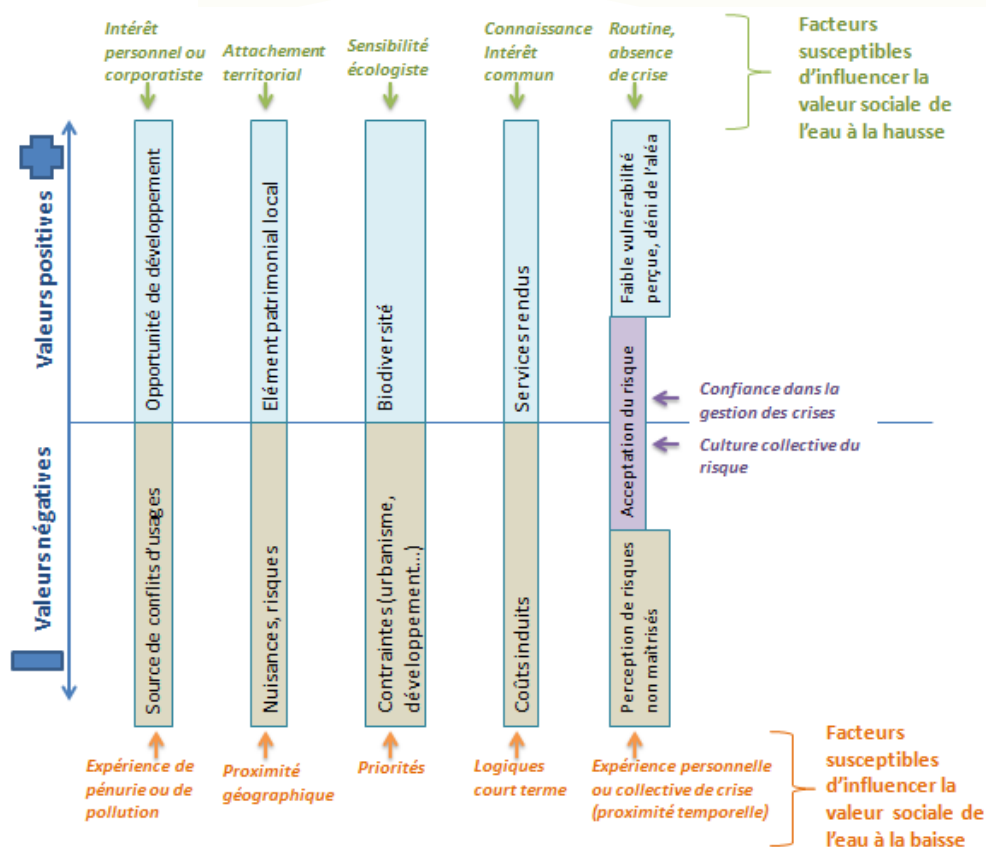 Intérêt
personnel ou
corporatiste
Attachement
territorial
Sensibilité
écologiste
Connaissance
Intérêt
commun
Routine,
absence
de crise
Facteurs
susceptibles
d'influencer la
valeur sociale de
l'eau à la hausse
Valeurs positives
Opportunité de développement
Elément patrimonial local
Biodiversité
Services rendus
Faible vulnérabilité
perçue, déni de l'aléa
Acceptation du risque
Confiance dans la
gestion des crises
Culture collective du
risque
Valeurs négatives
Source de conflits d'usages
Nuisances, risques
Contraintes (urbanisme,
développement...)
Coûts induits
Perception de risques
non maîtrisés
Expérience de
pénurie ou de
pollution
Proximité
géographique
Priorités
Logiques
court terme
Expérience personnelle
ou collective de crise
(proximité temporelle)
Facteurs
susceptibles
d'influencer la
valeur sociale de
l'eau à la baisse